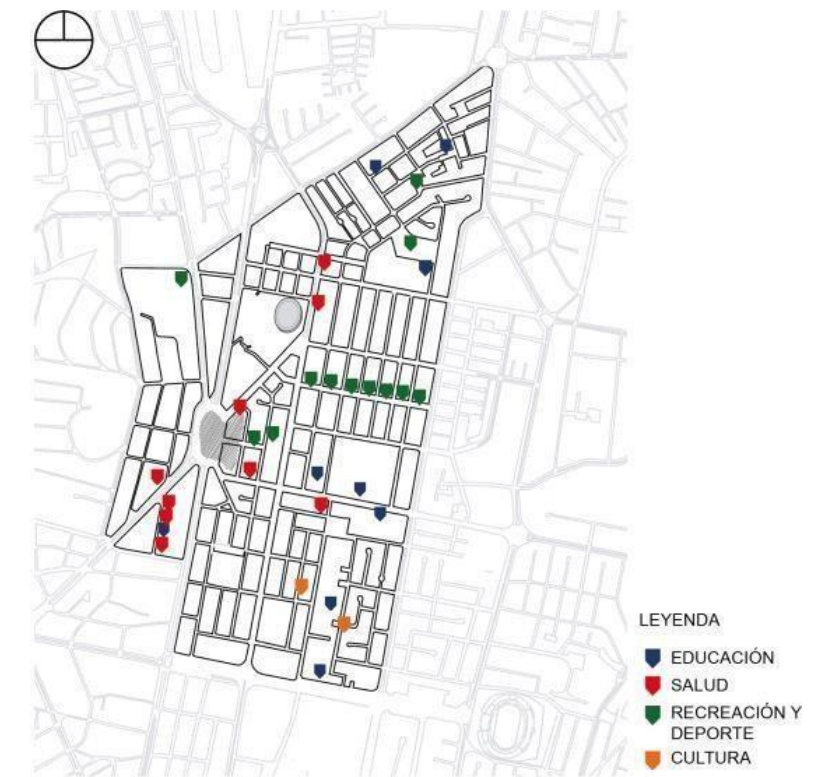 LEYENDA
EDUCACIÓN
SALUD
RECREACIÓN Y
DEPORTE
CULTURA